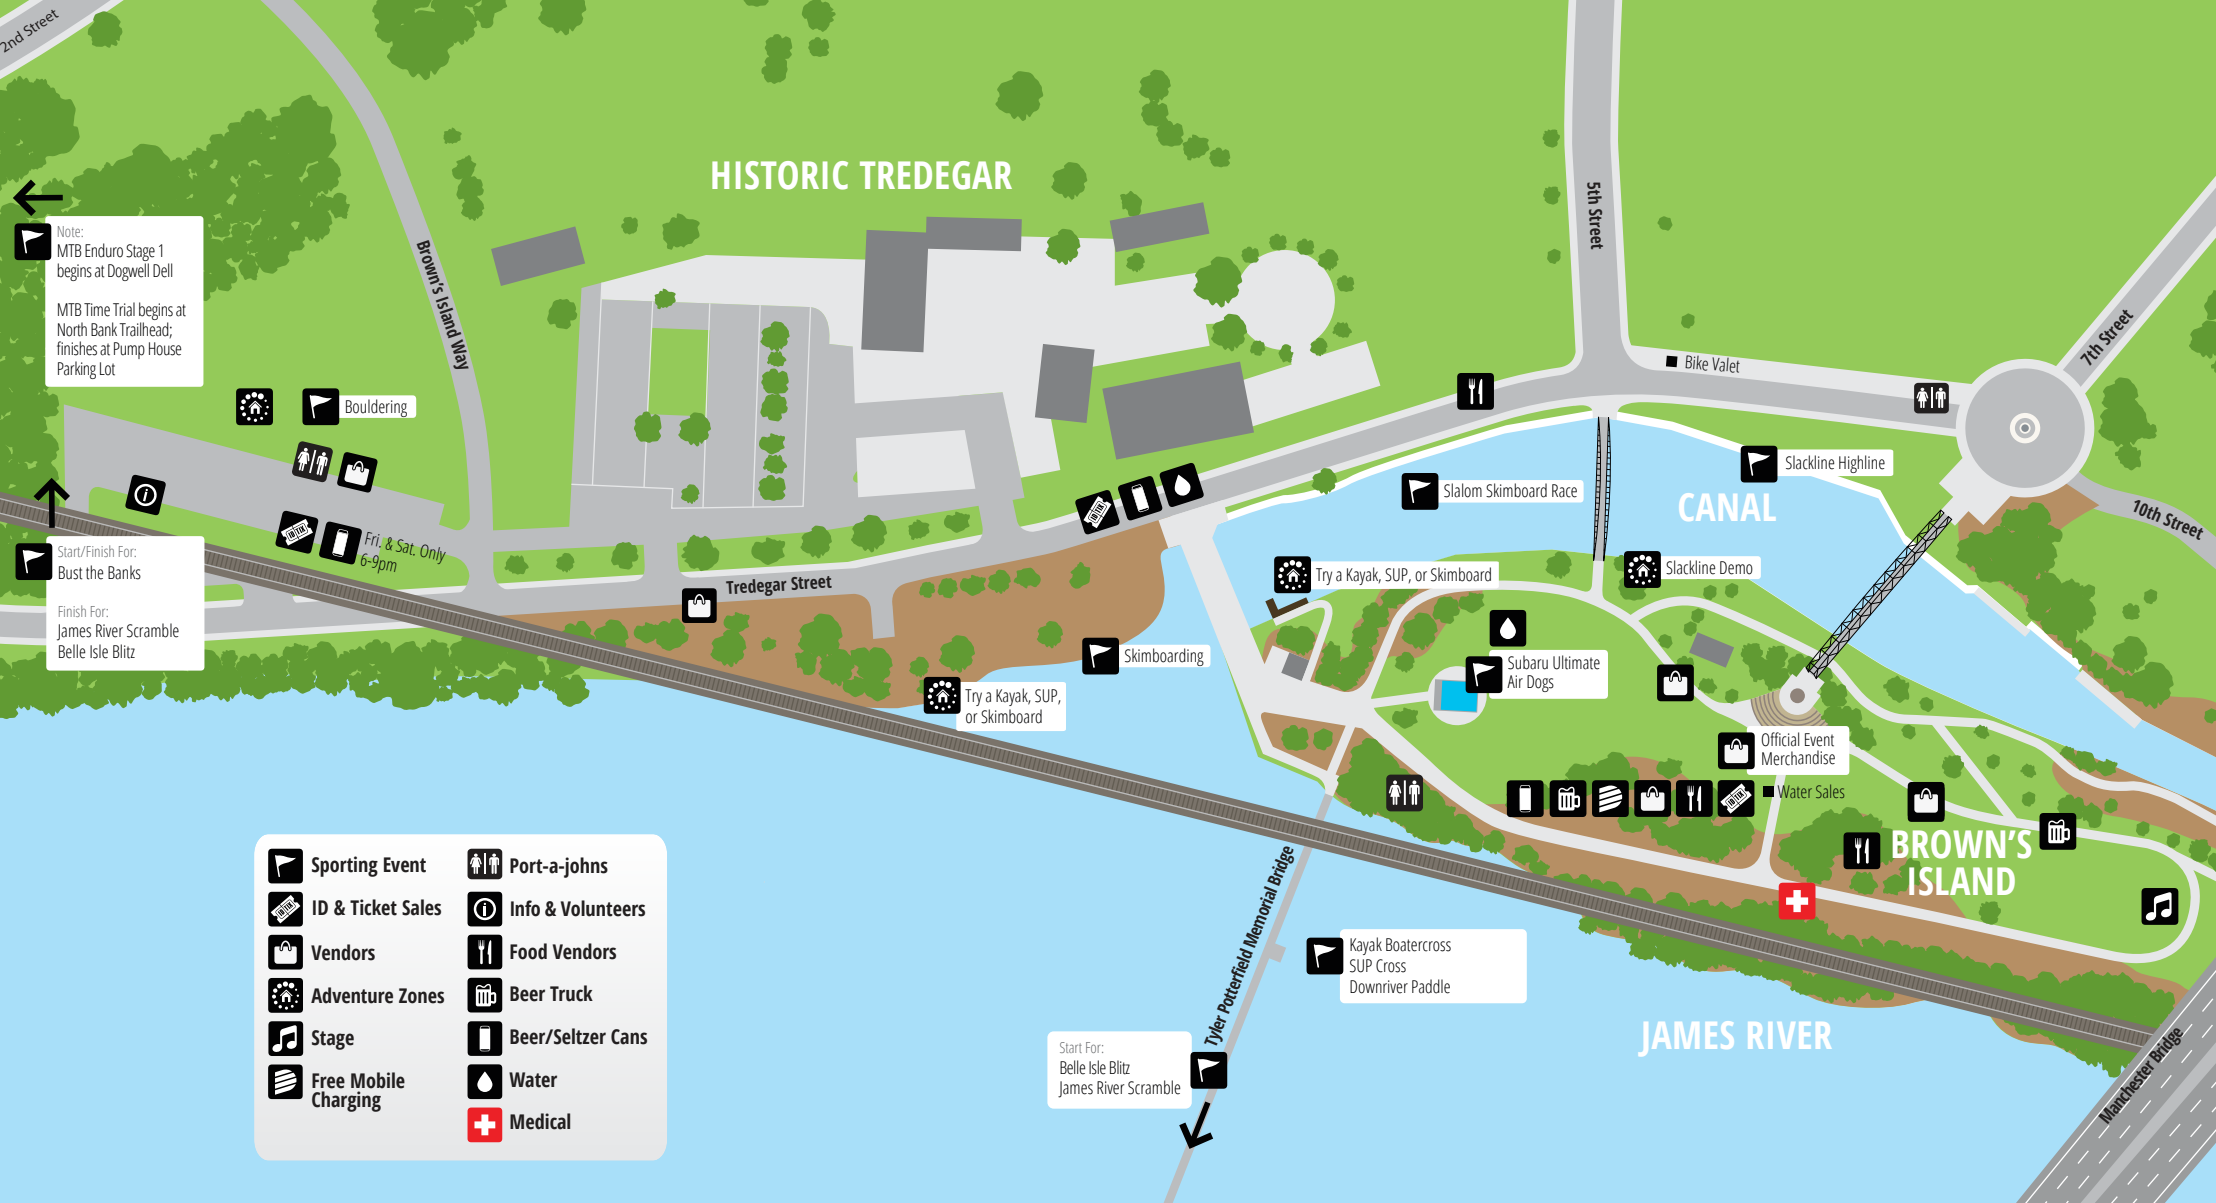 2nd Street
HISTORIC TREDEGAR
5th Street
Brown's Island Way
Note:
MTB Enduro Stage 1
begins at Dogwell Dell
MTB Time Trial begins at
North Bank Trailhead;
finishes at Pump House
Parking Lot
Bouldering
Bike Valet
7th Street
10th Street
Slackline Highline
Slalom Skimboard Race
CANAL
Fri. & Sat. Only
6-9pm
Start/Finish For:
Bust the Banks
Finish For:
James River Scramble
Belle Isle Blitz
Tredegar Street
Try a Kayak, SUP, or Skimboard
Slackline Demo
Skimboarding
Subaru Ultimate
Air Dogs
Try a Kayak, SUP,
or Skimboard
Official Event
Merchandise
Water Sales
BROWN'S
ISLAND
Tyler Potterfield Memorial Bridge
Kayak Boatercross
SUP Cross
Downriver Paddle
JAMES RIVER
Start For:
Belle Isle Blitz
James River Scramble
Manchester Bridge
Sporting Event
ID & Ticket Sales
Vendors
Adventure Zones
Stage
Free Mobile
Charging
Port-a-johns
Info & Volunteers
Food Vendors
Beer Truck
Beer/Seltzer Cans
Water
Medical